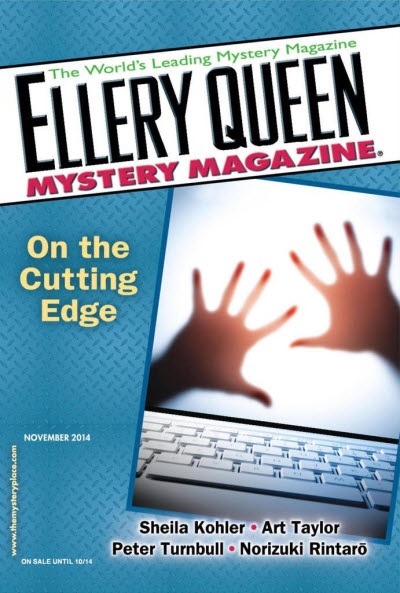 The World's Leading Mystery Magazine
ELLERY QUEEN
MYSTERY MAGAZINE®
On the
Cutting
Edge
NOVEMBER 2014
www.themysteryplace.com
ON SALE UNTIL 10/14
Sheila Kohler • Art Taylor
Peter Turnbull • Norizuki Rintarō